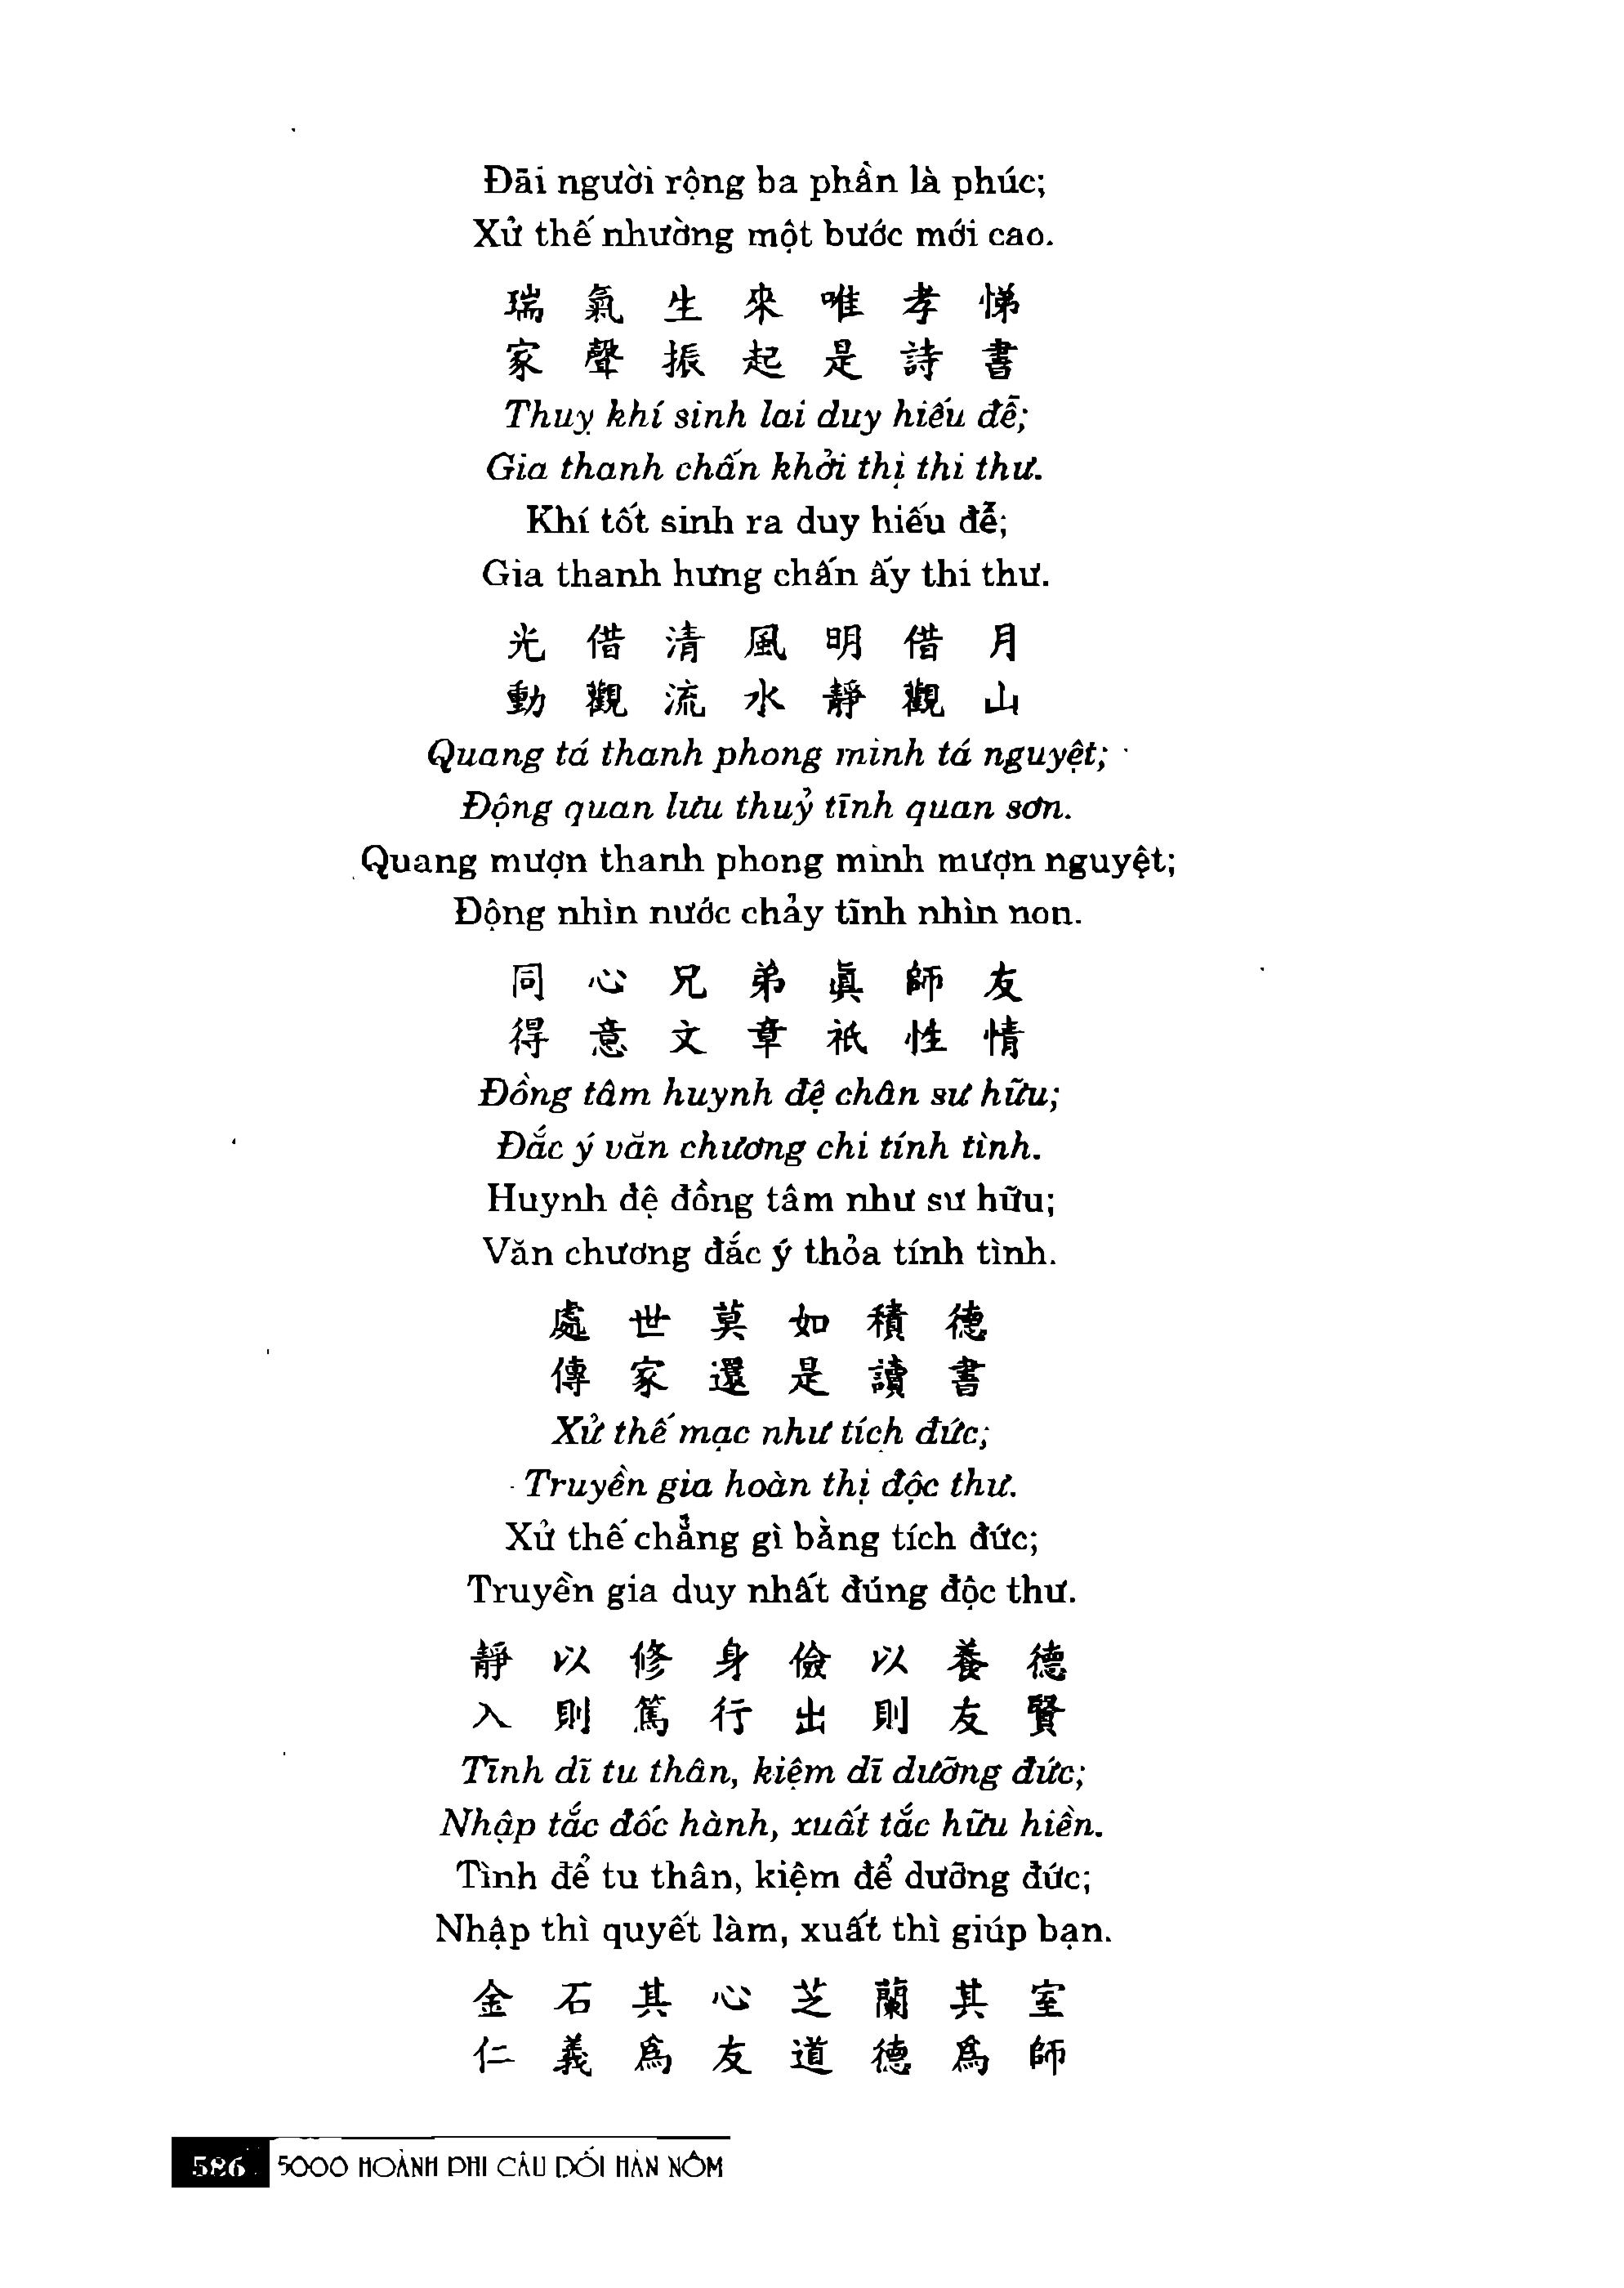 Đãi người rộng ba phần là phúc;
Xử thế nhường một bước mới cao.
瑞氣生來唯孝悌
家聲振起是詩書
Thuỵ khí sinh lai duy hiếu đễ;
Gia thanh chấn khởi thị thi thư.
Khí tốt sinh ra duy hiếu đễ;
Gia thanh hưng chấn ấy thi thư.
光借清風明借月
動觀流水靜觀山
Quang tá thanh phong minh tá nguyệt;
Động quan lưu thuỷ tĩnh quan sơn.
Quang mượn thanh phong minh mượn nguyệt;
Động nhìn nước chảy tĩnh nhìn non.
同心兄弟眞師友
得意文章祇性情
Đồng tâm huynh đệ chân sư hữu;
Đắc ý văn chương chi tính tình.
Huynh đệ đồng tâm như sư hữu;
Văn chương đắc ý thỏa tính tình.
處世莫如積德
傳家還是讀書
Xử thế mạc như tích đức;
Truyền gia hoàn thị độc thư.
Xử thế chẳng gì bằng tích đức;
Truyền gia duy nhất đúng độc thư.
靜以修身儉以養德
入則篤行出則友賢
Tĩnh dĩ tu thân, kiệm dĩ dưỡng đức;
Nhập tắc đốc hành, xuất tắc hữu hiền.
Tình để tu thân, kiệm để dưỡng đức;
Nhập thì quyết làm, xuất thì giúp bạn.
金石其心芝蘭其室
仁義爲友道德爲師
586 5000 HOÀNH PHI CÂU ĐỐI HÁN NÔM